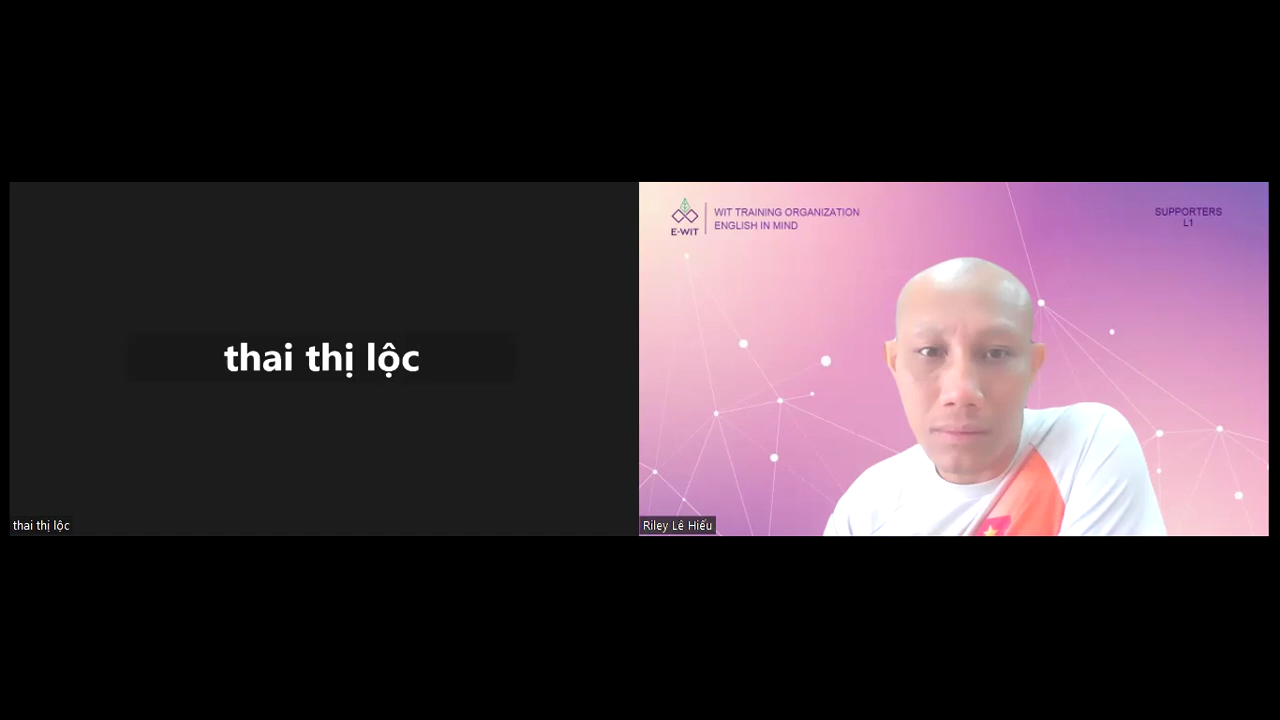 thai thị lộc
thai thị lộc
E-WIT
WIT TRAINING ORGANIZATION
ENGLISH IN MIND
SUPPORTERS
L1
Riley Lê Hiếu